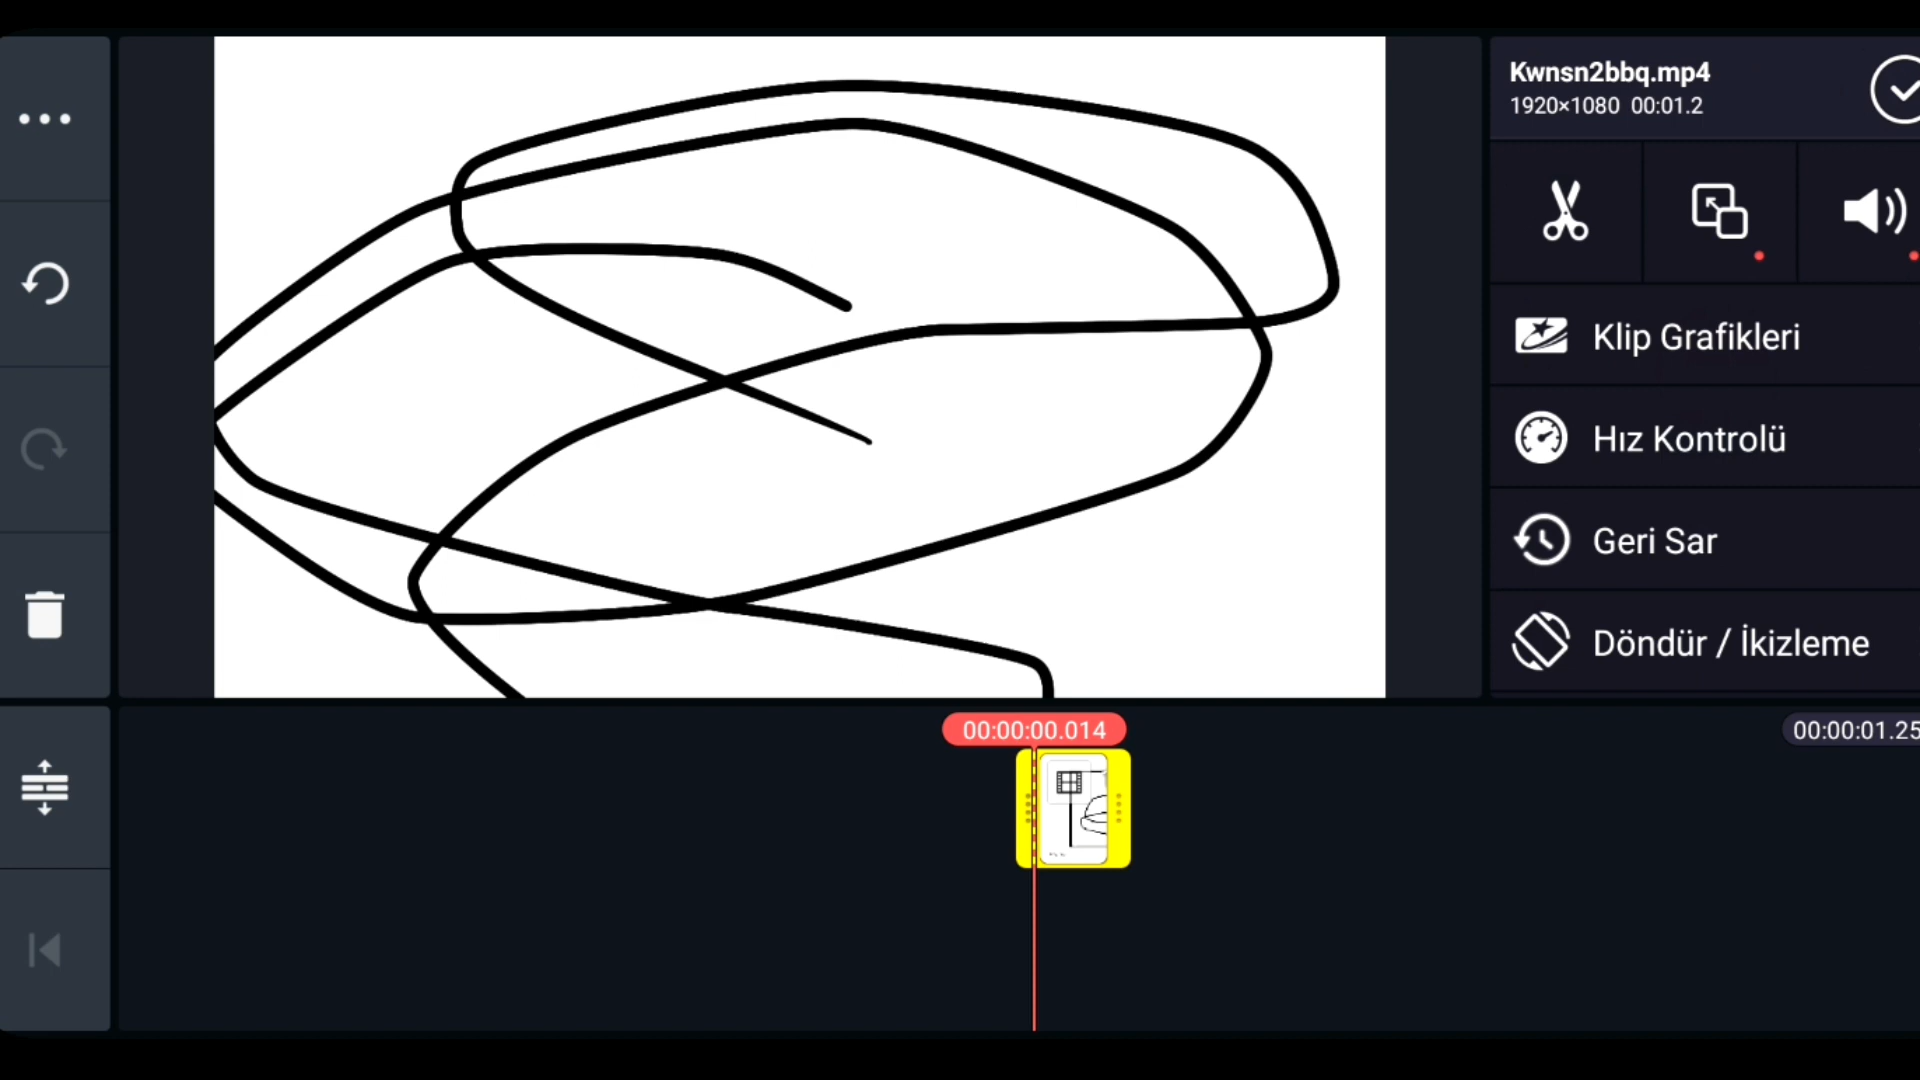 Kwnsn2bbq.mp4
1920×1080 00:01.2
Klip Grafikleri
Hız Kontrolü
Geri Sar
Döndür / İkizleme
00:00:00.014
00:00:01.25